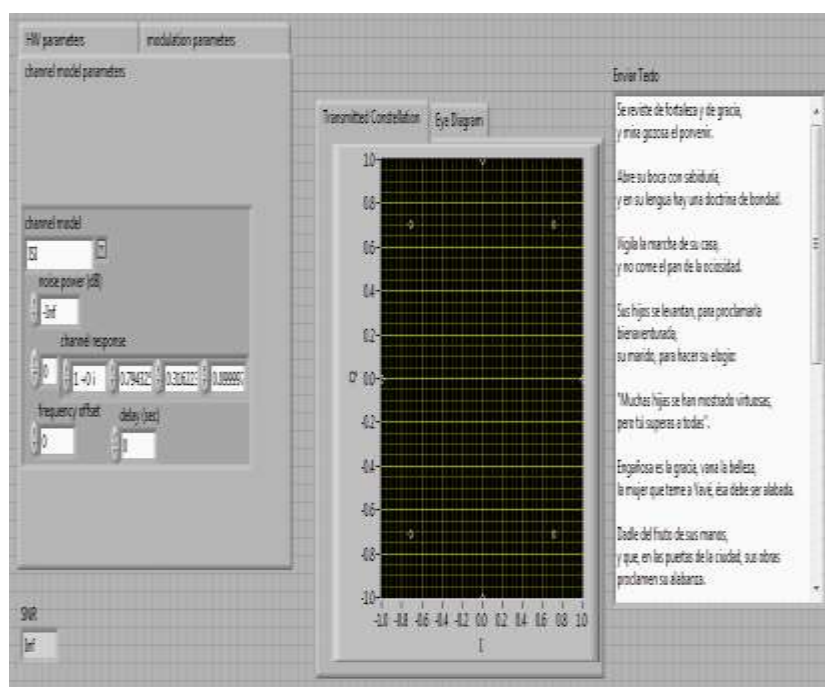 HW parameters
modulation parameters
channel model parameters
channel model
ISI
noise power (dB)
-Inf
channel response
0
1 +0 i
0.794325
0.316227
frequency offset
delay (sec)
0
0
SNR
Inf
Transmitted Constellation
Eye Diagram
1.0
0.8
0.6
0.4
0.2
0.0
-0.2
-0.4
-0.6
-0.8
-1.0
Q
-1.0 -0.8 -0.6 -0.4 -0.2 0.0 0.2 0.4 0.6 0.8 1.0
I
Enviar Texto
Se reviste de fortaleza y de gracia,
y mira gozosa el porvenir.
Abre su boca con sabiduría,
y en su lengua hay una doctrina de bondad.
Vigila la marcha de su casa,
y no come el pan de la ociosidad.
Sus hijos se levantan, para proclamarla
bienaventurada;
su marido, para hacer su elogio:
"Muchas hijas se han mostrado virtuosas,
pero tú superas a todas".
Engañosa es la gracia, vana la belleza,
la mujer que teme a Yavé, ésa debe ser alabada.
Dadle del fruto de sus manos,
y que, en las puertas de la ciudad, sus obras
proclamen su alabanza.